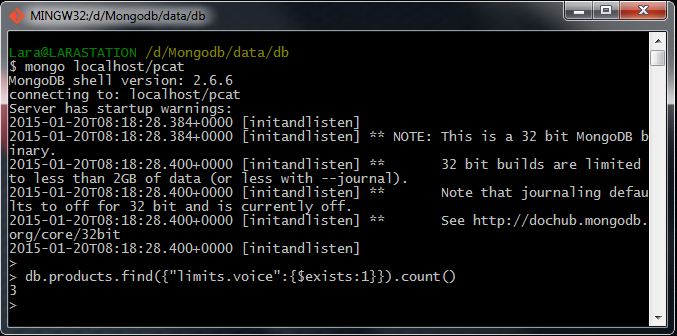 MINGW32:/d/Mongodb/data/db
Lara@LARASTATION /d/Mongodb/data/db
$ mongo localhost/pcat
MongoDB shell version: 2.6.6
connecting to: localhost/pcat
Server has startup warnings:
2015-01-20T08:18:28.384+0000 [initandlisten]
2015-01-20T08:18:28.384+0000 [initandlisten] ** NOTE: This is a 32 bit MongoDB b
inary.
2015-01-20T08:18:28.400+0000 [initandlisten] **       32 bit builds are limited
to less than 2GB of data (or less with --journal).
2015-01-20T08:18:28.400+0000 [initandlisten] **       Note that journaling defau
lts to off for 32 bit and is currently off.
2015-01-20T08:18:28.400+0000 [initandlisten] **       See http://dochub.mongodb.
org/core/32bit
2015-01-20T08:18:28.400+0000 [initandlisten]
>
> db.products.find({"limits.voice":{$exists:1}}).count()
3
>